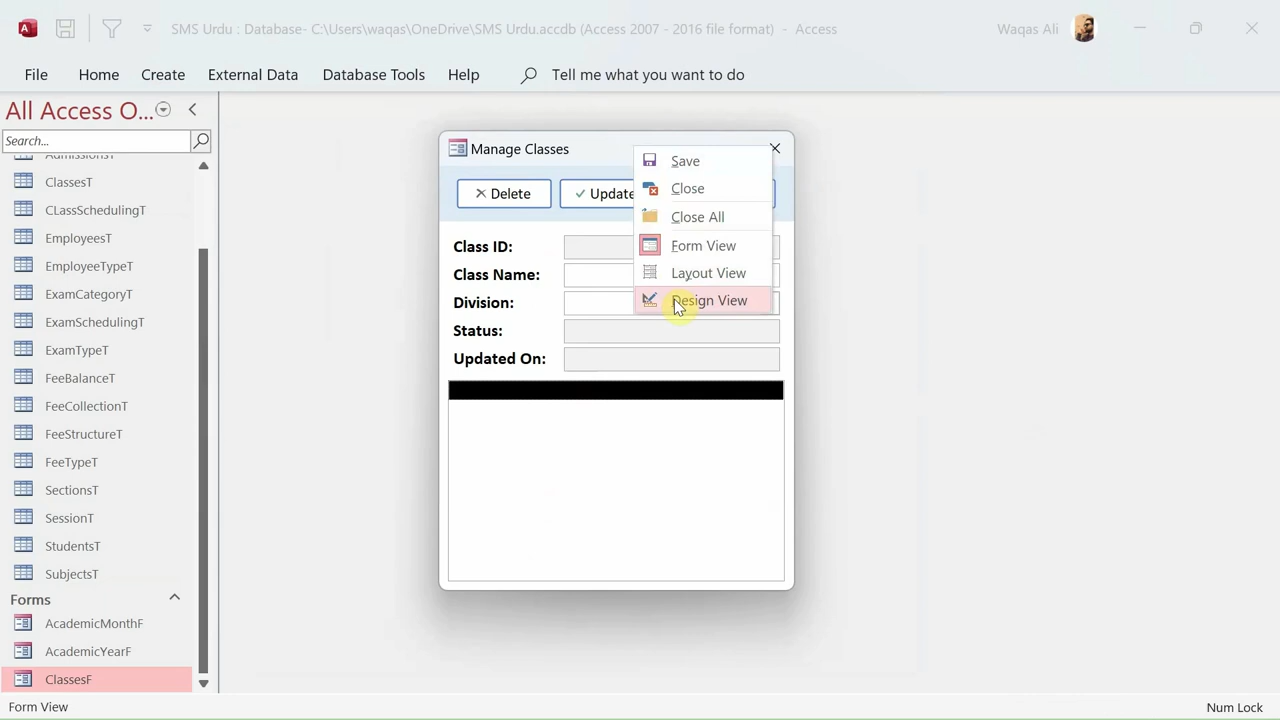 SMS Urdu : Database- C:\Users\waqas\OneDrive\SMS Urdu.accdb (Access 2007 - 2016 file format) - Access
Waqas Ali
File Home Create External Data Database Tools Help Tell me what you want to do
All Access O...
Search...
AdmissionsT
ClassesT
CLassSchedulingT
EmployeesT
EmployeeTypeT
ExamCategoryT
ExamSchedulingT
ExamTypeT
FeeBalanceT
FeeCollectionT
FeeStructureT
FeeTypeT
SectionsT
SessionT
StudentsT
SubjectsT
Forms
AcademicMonthF
AcademicYearF
ClassesF
Manage Classes
Delete Update
Class ID:
Class Name:
Division:
Status:
Updated On:
Save
Close
Close All
Form View
Layout View
Design View
Form View
Num Lock